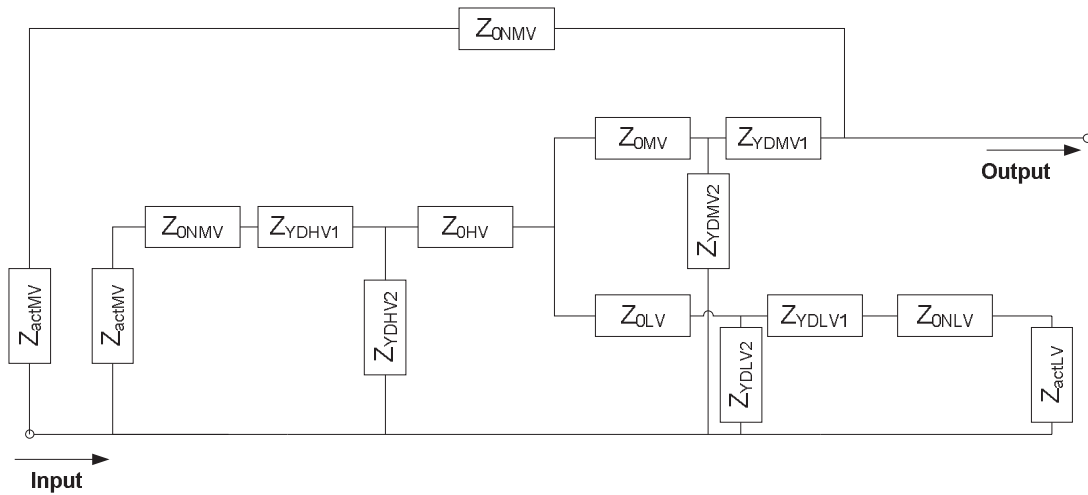 Z0NMV
Z0MV
ZYDMV1
Output
ZYDMV2
Z0NMV
ZYDHV1
Z0HV
ZactMV
ZactMV
ZYDHV2
Z0LV
ZYDLV1
Z0NLV
ZYDLV2
ZactLV
Input